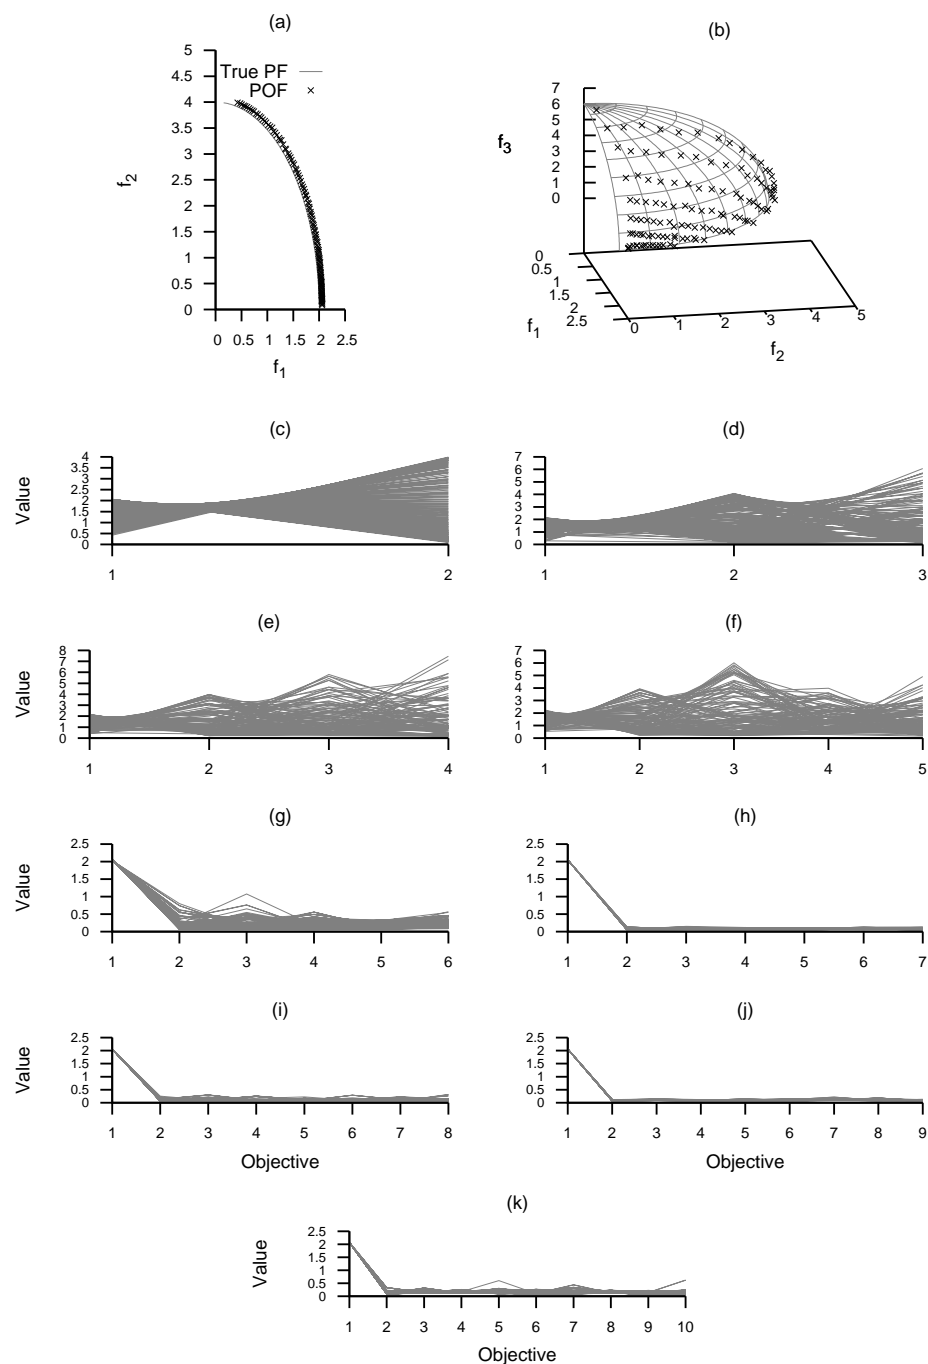 (a)
5
4.5
4
3.5
3
2.5
2
1.5
1
0.5
0
True PF
POF
f2
0 0.5 1 1.5 2 2.5
f1
(b)
7
6
5
4
3
2
1
0
f3
0
0.5
1
1.5
2
2.5
f1
0 1 2 3 4 5
f2
(c)
4
3.5
3
2.5
2
1.5
1
0.5
0
Value
1 2
(d)
7
6
5
4
3
2
1
0
1 2 3
(e)
8
7
6
5
4
3
2
1
0
Value
1 2 3 4
(f)
7
6
5
4
3
2
1
0
1 2 3 4 5
(g)
2.5
2
1.5
1
0.5
0
Value
1 2 3 4 5 6
(h)
2.5
2
1.5
1
0.5
0
1 2 3 4 5 6 7
(i)
2.5
2
1.5
1
0.5
0
Value
1 2 3 4 5 6 7 8
Objective
(j)
2.5
2
1.5
1
0.5
0
1 2 3 4 5 6 7 8 9
Objective
(k)
2.5
2
1.5
1
0.5
0
Value
1 2 3 4 5 6 7 8 9 10
Objective